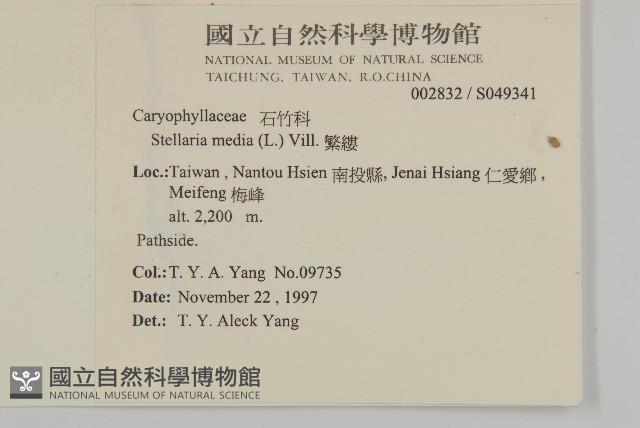 國立自然科學博物館
NATIONAL MUSEUM OF NATURAL SCIENCE
TAICHUNG, TAIWAN, R.O.CHINA
002832 / S049341
Caryophyllaceae 石竹科
Stellaria media (L.) Vill. 繁縷
Loc.:Taiwan , Nantou Hsien 南投縣, Jenai Hsiang 仁愛鄉 ,
Meifeng 梅峰
alt. 2,200 m.
Pathside.
Col.: T. Y. A. Yang No.09735
Date: November 22 , 1997
Det.: T. Y. Aleck Yang
國立自然科學博物館
NATIONAL MUSEUM OF NATURAL SCIENCE